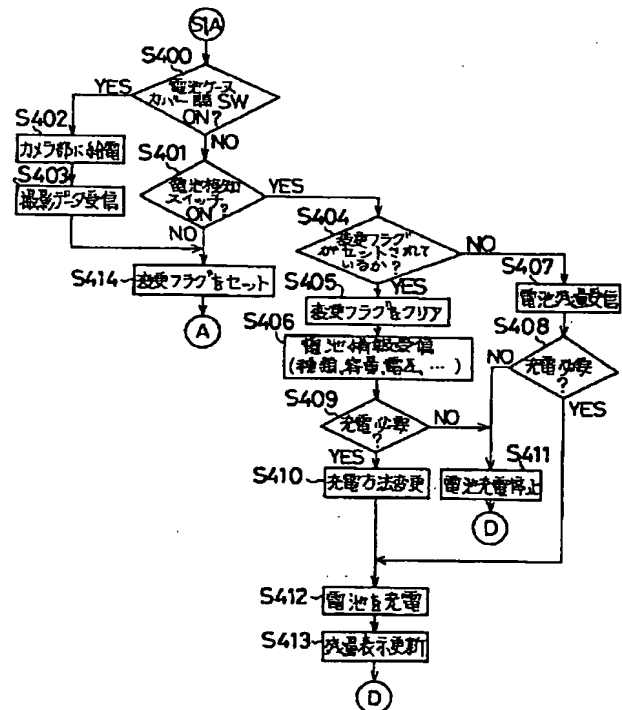 S1A
S400
電池ケース
カバー開SW
ON?
YES
NO
S402
カメラ部に給電
S403
撮影データ受信
S401
電池検知
スイッチ
ON?
YES
NO
S414
変更フラグをセット
A
S404
変更フラグ
がセットされて
いるか?
NO
YES
S405
変更フラグをクリア
S406
電池情報受信
(種類、容量、電圧、…)
S407
電池残量受信
S408
充電必要
?
NO
YES
S409
充電必要
?
NO
YES
S410
充電方法変更
S411
電池充電停止
D
S412
電池を充電
S413
残量表示更新
D